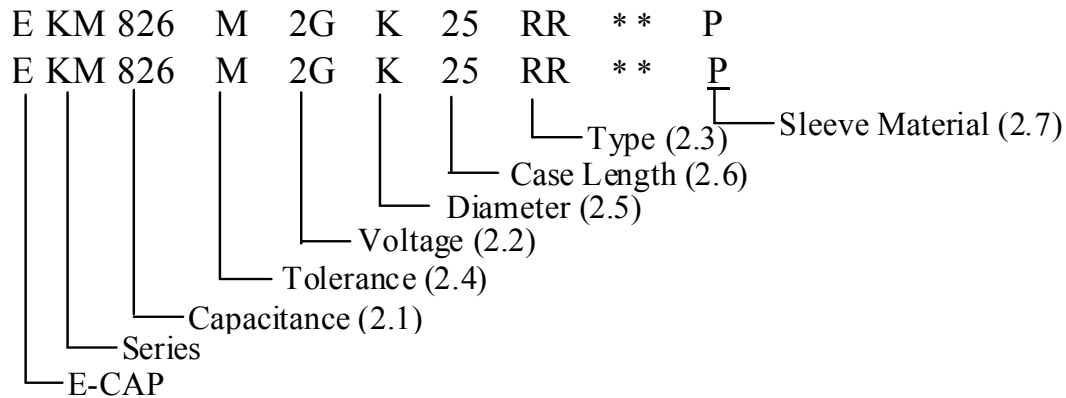 E KM 826 M 2G K 25 RR ** P
E KM 826 M 2G K 25 RR ** P
Sleeve Material (2.7)
Type (2.3)
Case Length (2.6)
Diameter (2.5)
Voltage (2.2)
Tolerance (2.4)
Capacitance (2.1)
Series
E-CAP